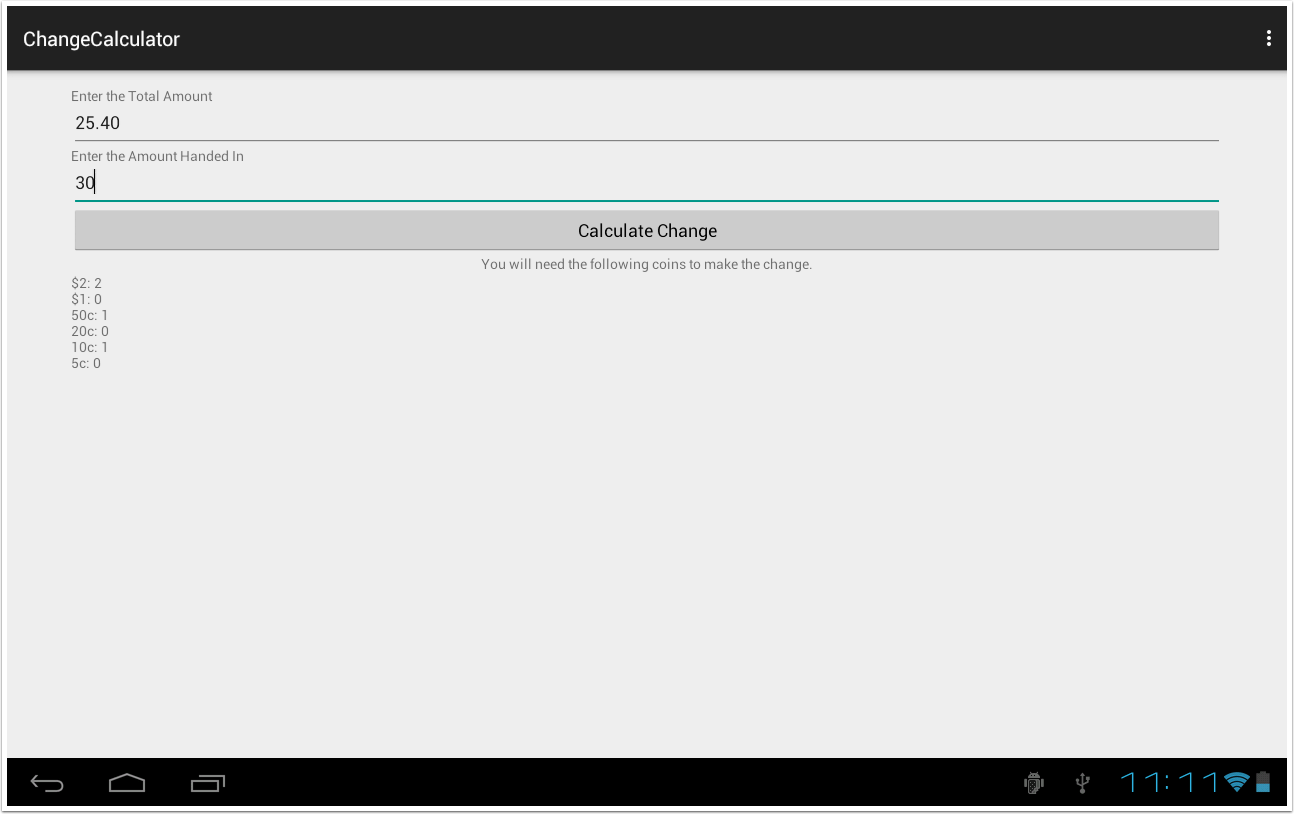 ChangeCalculator
Enter the Total Amount
25.40
Enter the Amount Handed In
30
Calculate Change
You will need the following coins to make the change.
$2: 2
$1: 0
50c: 1
20c: 0
10c: 1
5c: 0
11:11